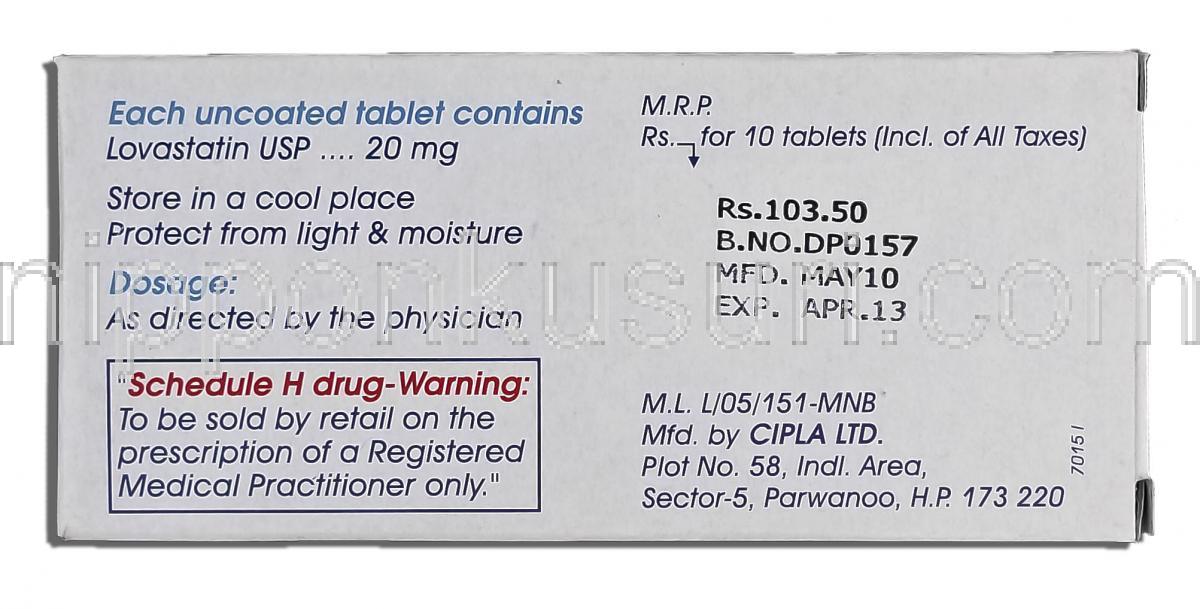 Each uncoated tablet contains
Lovastatin USP .... 20 mg
Store in a cool place
Protect from light & moisture
Dosage:
As directed by the physician
"Schedule H drug-Warning:
To be sold by retail on the
prescription of a Registered
Medical Practitioner only."
M.R.P.
Rs. for 10 tablets (Incl. of All Taxes)
Rs.103.50
B.NO.DP0157
MFD. MAY10
EXP. APR.13
M.L. L/05/151-MNB
Mfd. by CIPLA LTD.
Plot No. 58, Indl. Area,
Sector-5, Parwanoo, H.P. 173 220
70151
nipponkusuri.com